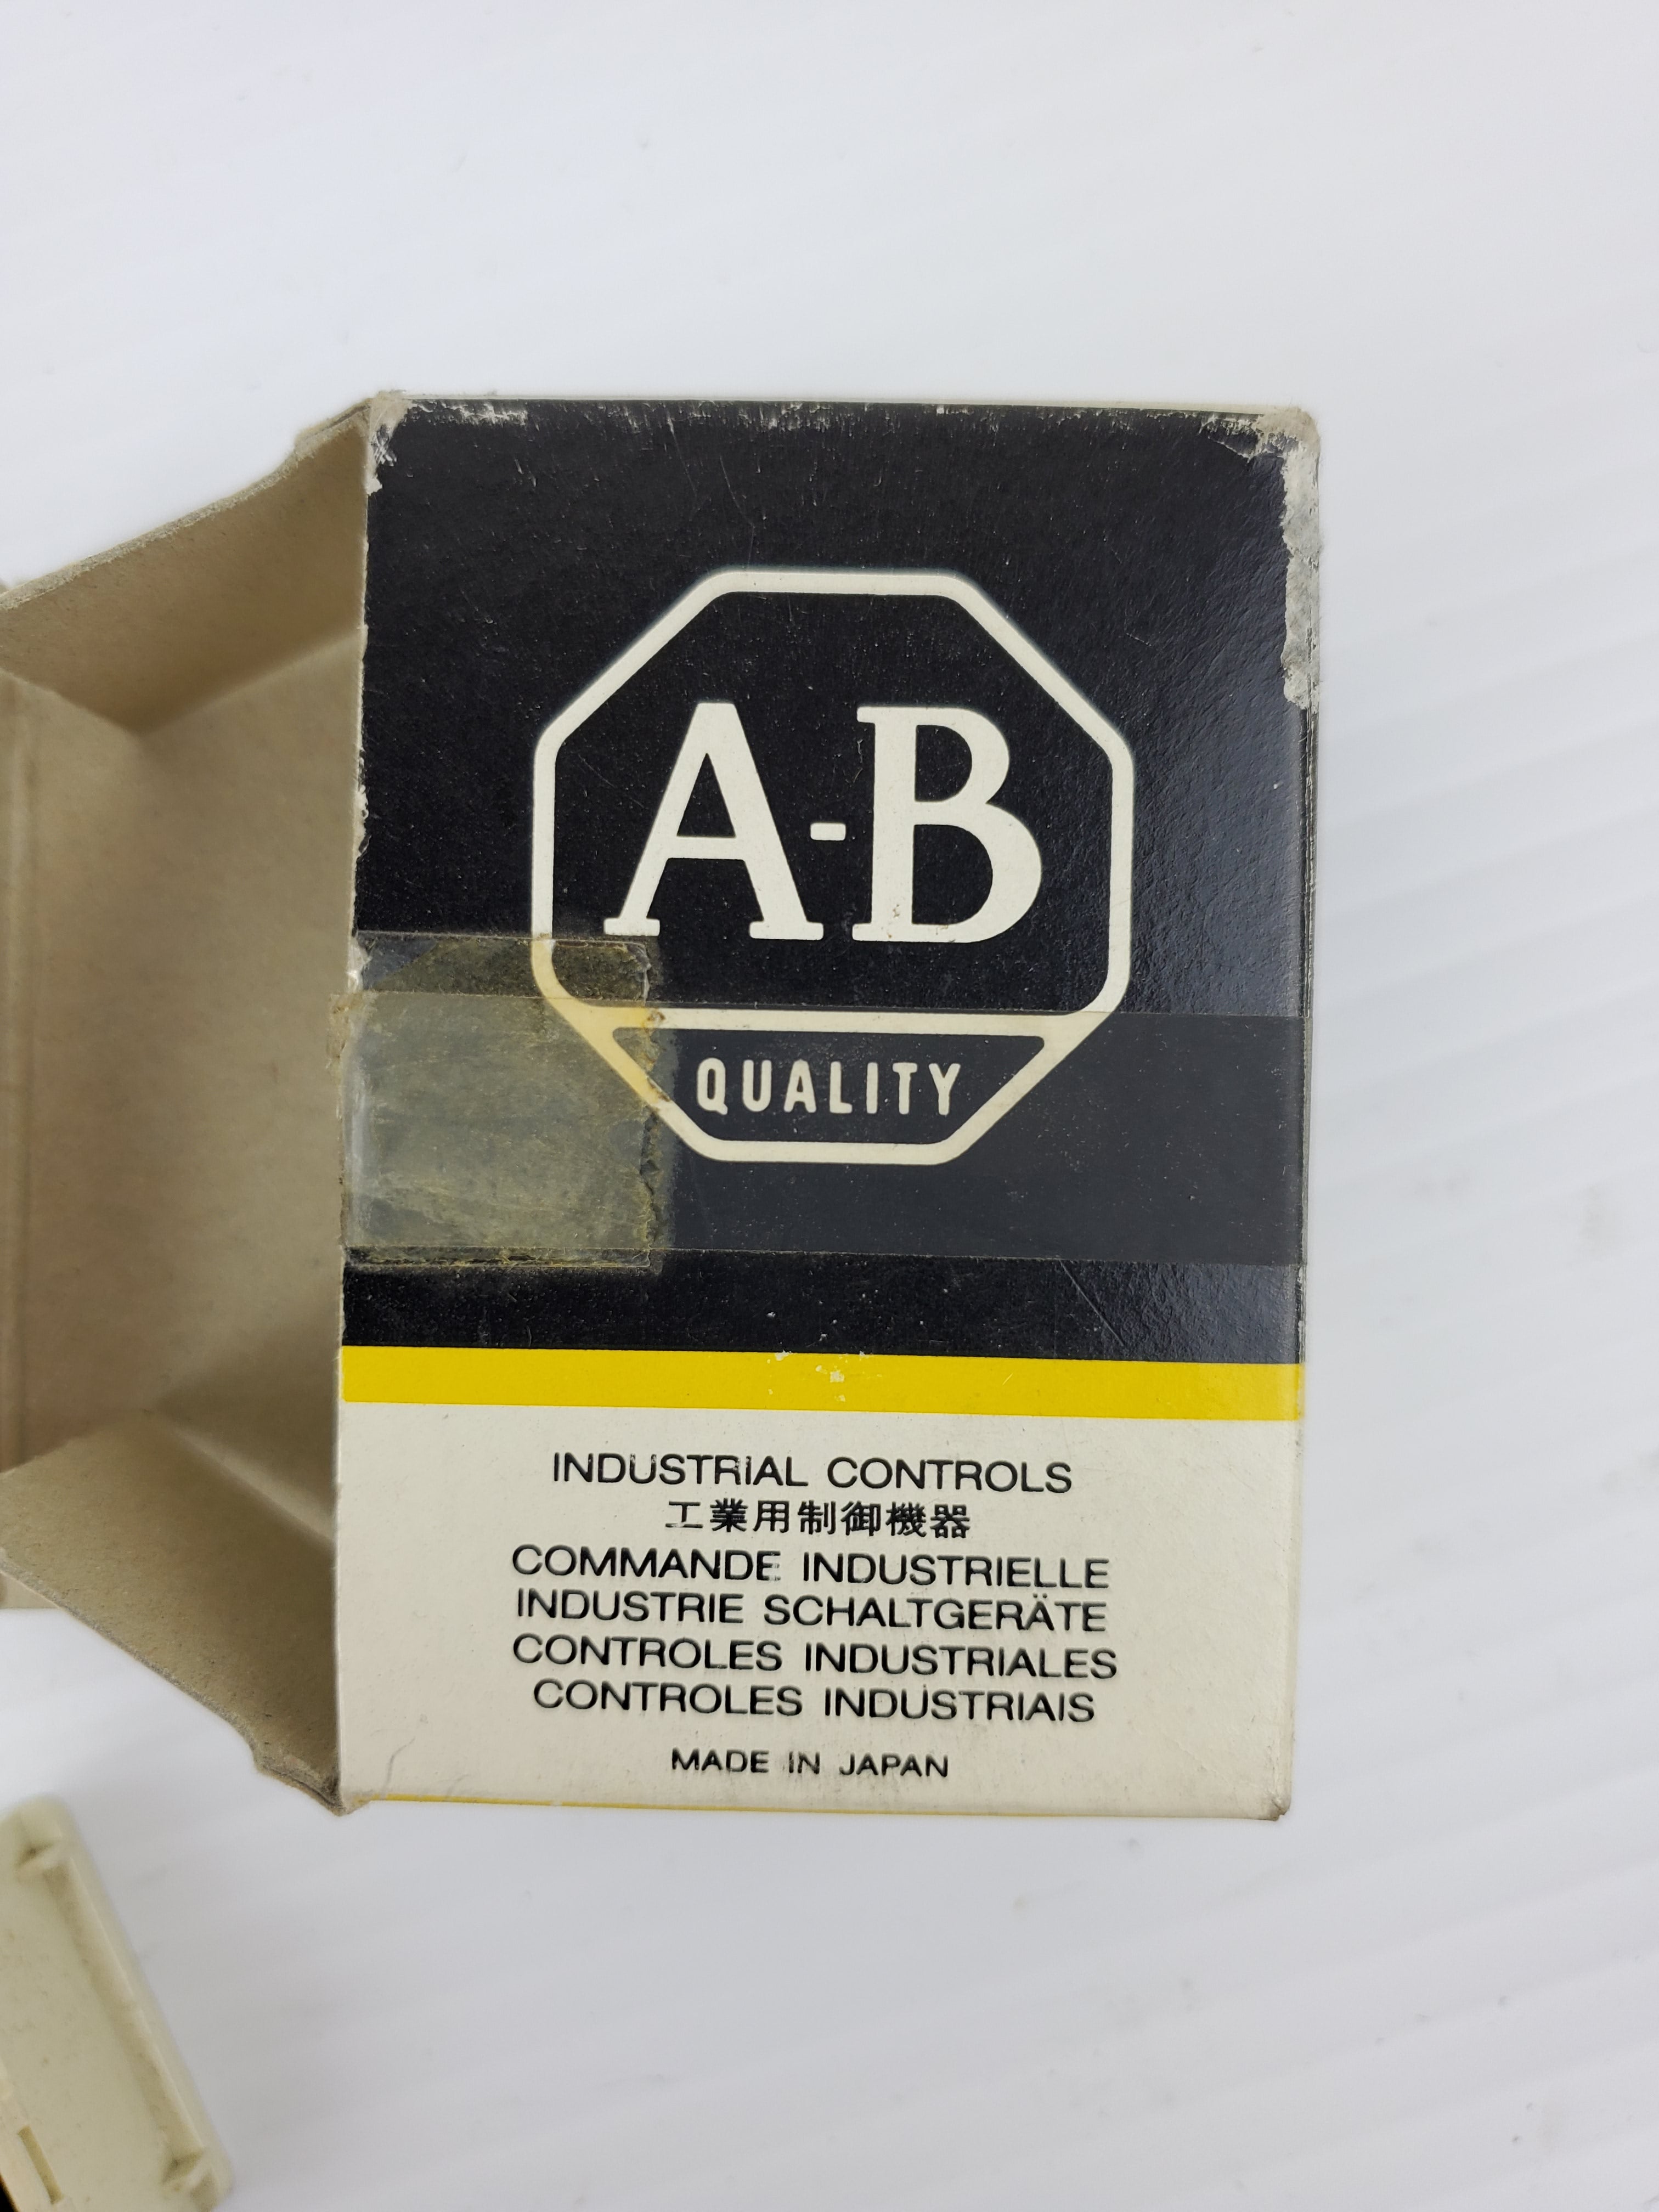 A-B
QUALITY
INDUSTRIAL CONTROLS
工業用制御機器
COMMANDE INDUSTRIELLE
INDUSTRIE SCHALTGERÄTE
CONTROLES INDUSTRIALES
CONTROLES INDUSTRIAIS
MADE IN JAPAN